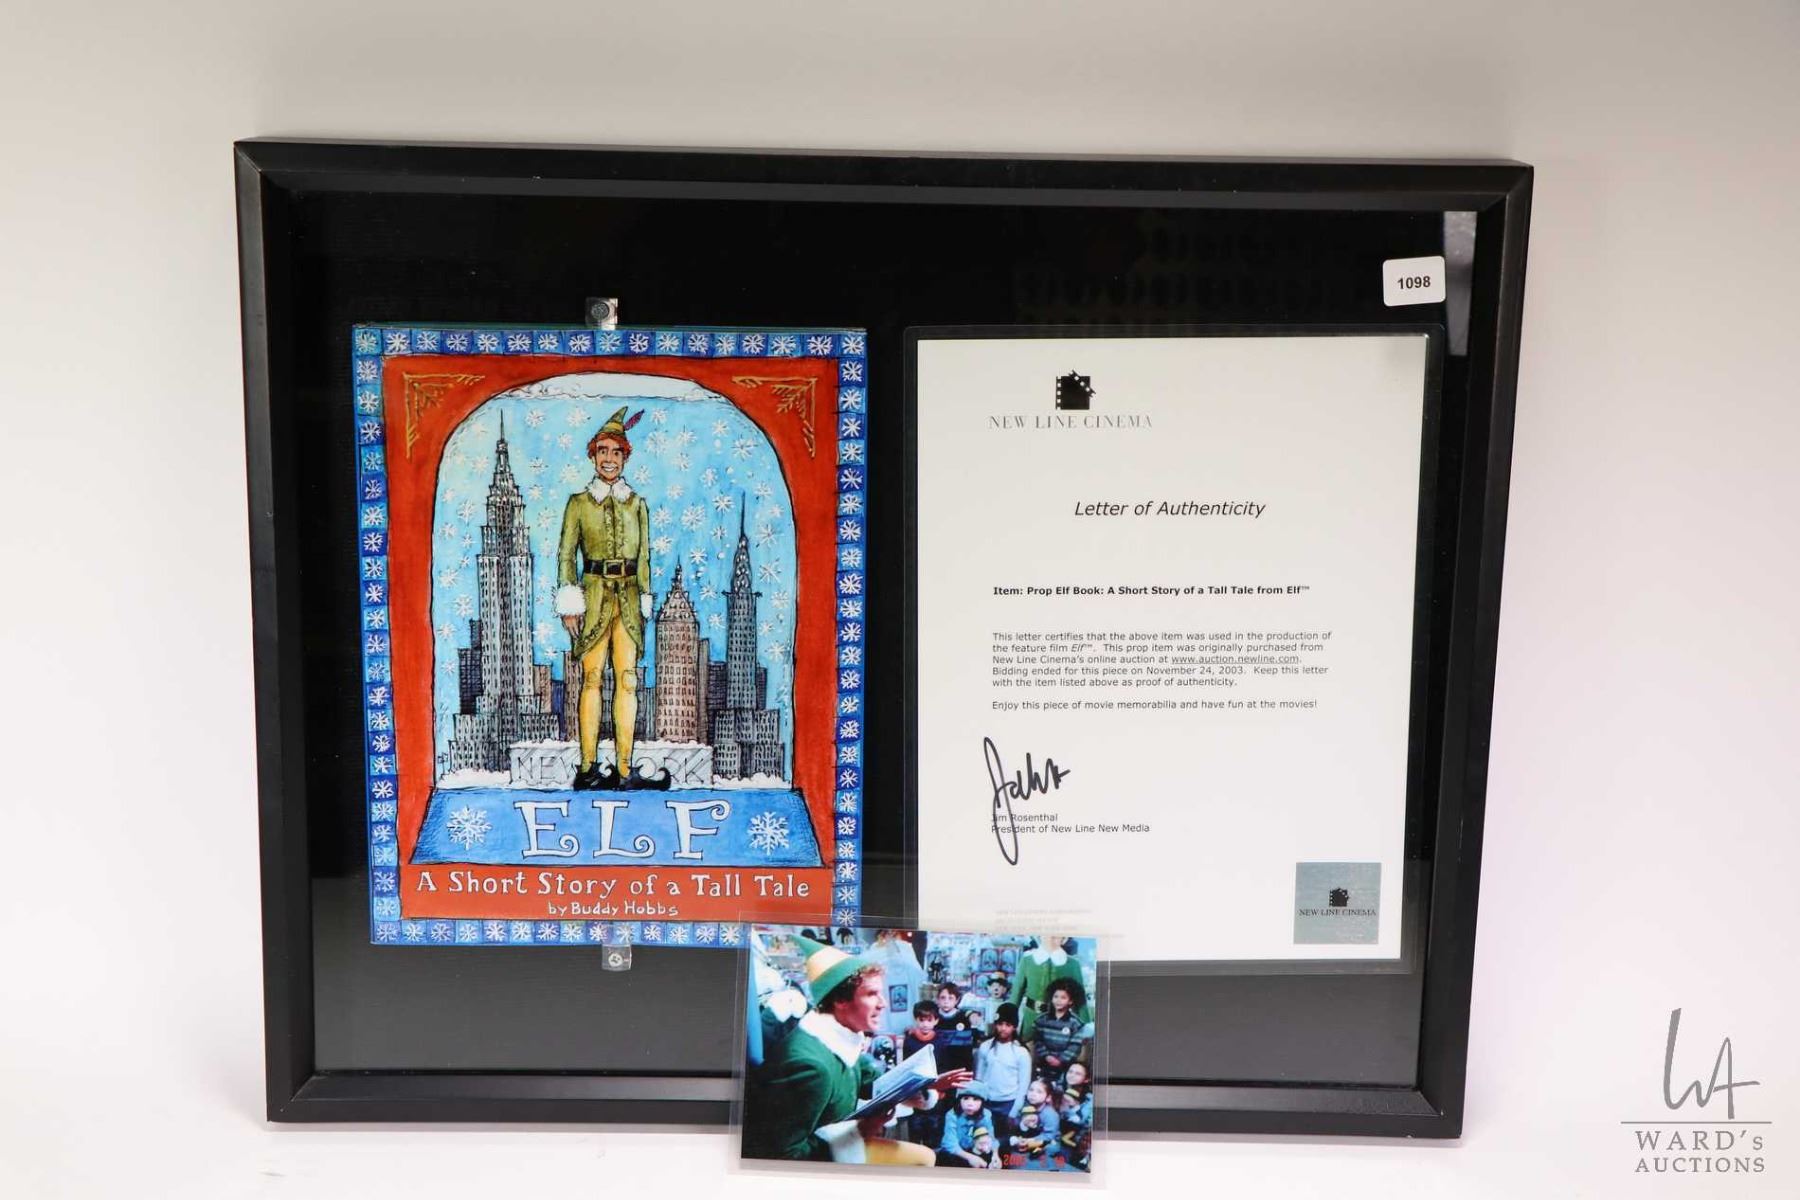 1098
NEW YORK
ELF
A Short Story of a Tall Tale
by Buddy Hobbs
NEW LINE CINEMA
Letter of Authenticity
Item: Prop Elf Book: A Short Story of a Tall Tale from Elf™
This letter certifies that the above item was used in the production of
the feature film Elf™. This prop item was originally purchased from
New Line Cinema's online auction at www.auction.newline.com.
Bidding ended for this piece on November 24, 2003. Keep this letter
with the item listed above as proof of authenticity.
Enjoy this piece of movie memorabilia and have fun at the movies!
Jim Rosenthal
President of New Line New Media
NEW LINE CINEMA
WA
WARD's
AUCTIONS